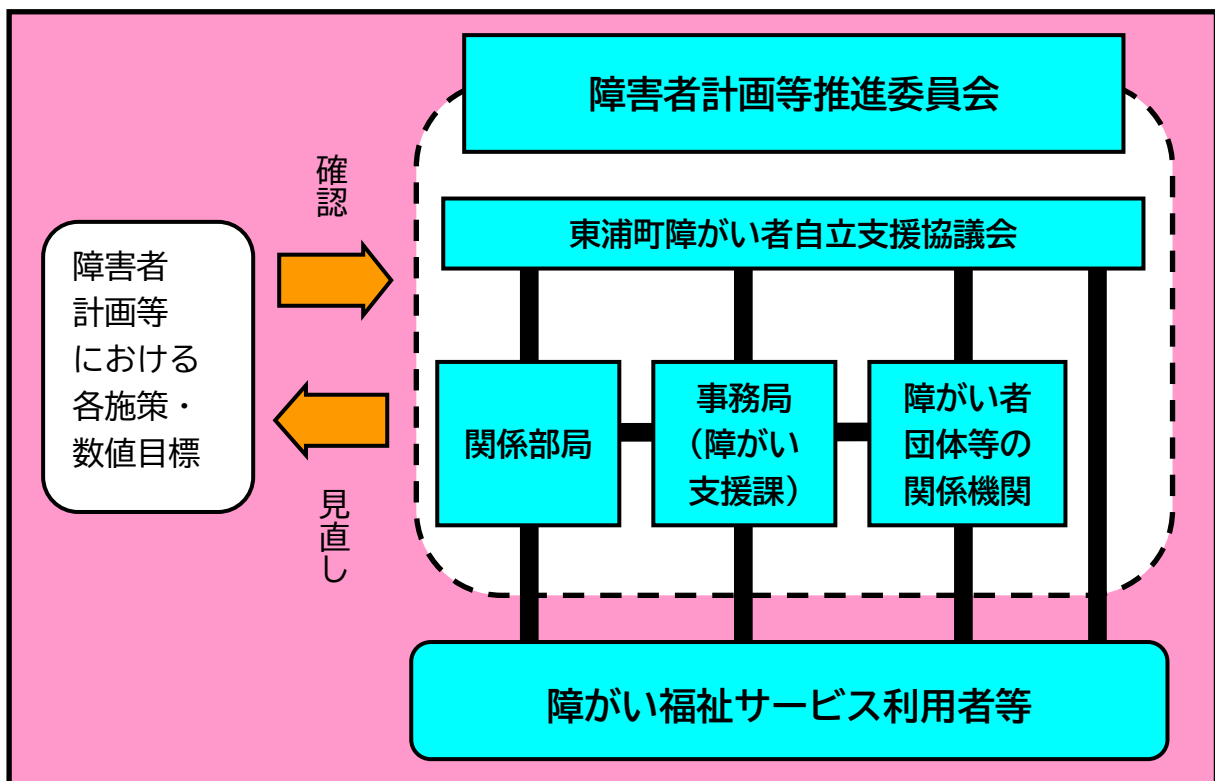 障害者計画等推進委員会
確認
東浦町障がい者自立支援協議会
障害者
計画等
における
各施策・
数値目標
関係部局
事務局
（障がい
支援課）
障がい者
団体等の
関係機関
見直し
障がい福祉サービス利用者等